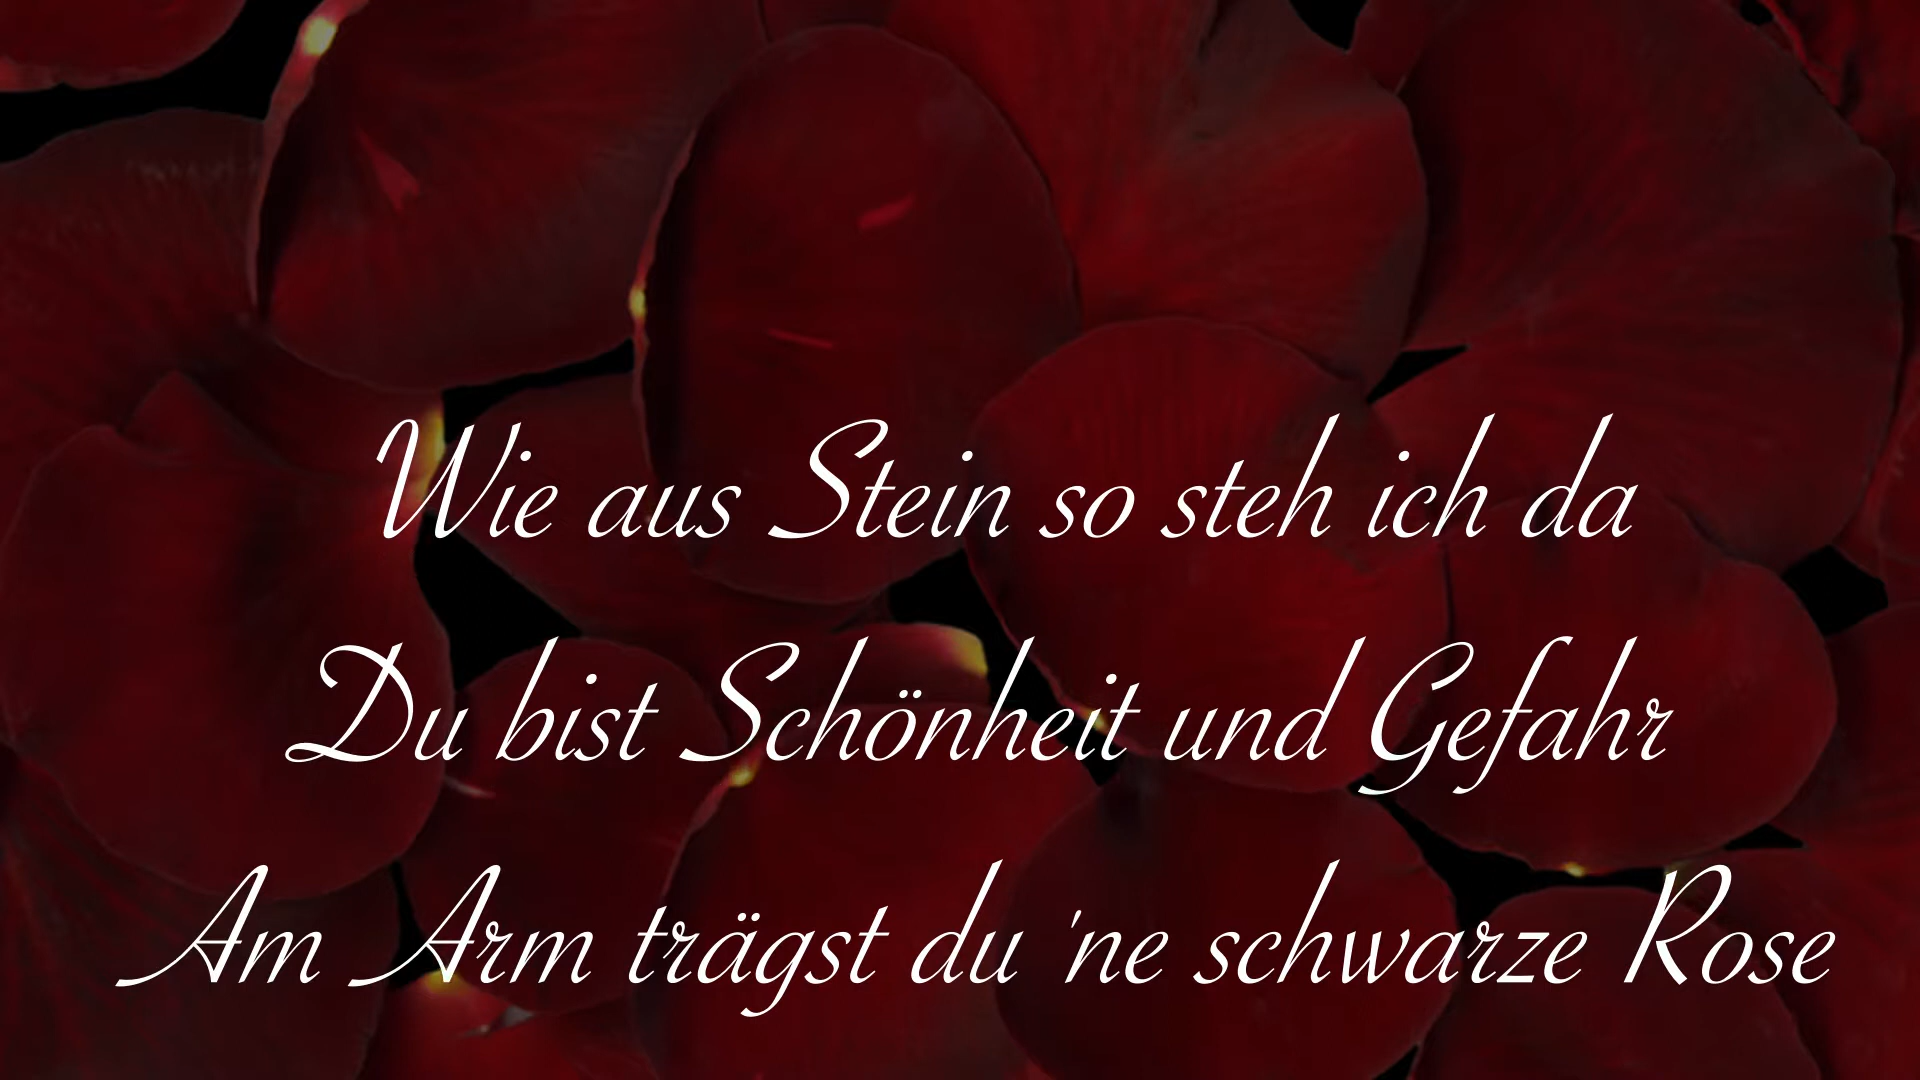 Wie aus Stein so steh ich da
Du bist Schönheit und Gefahr
Am Arm trägst du 'ne schwarze Rose